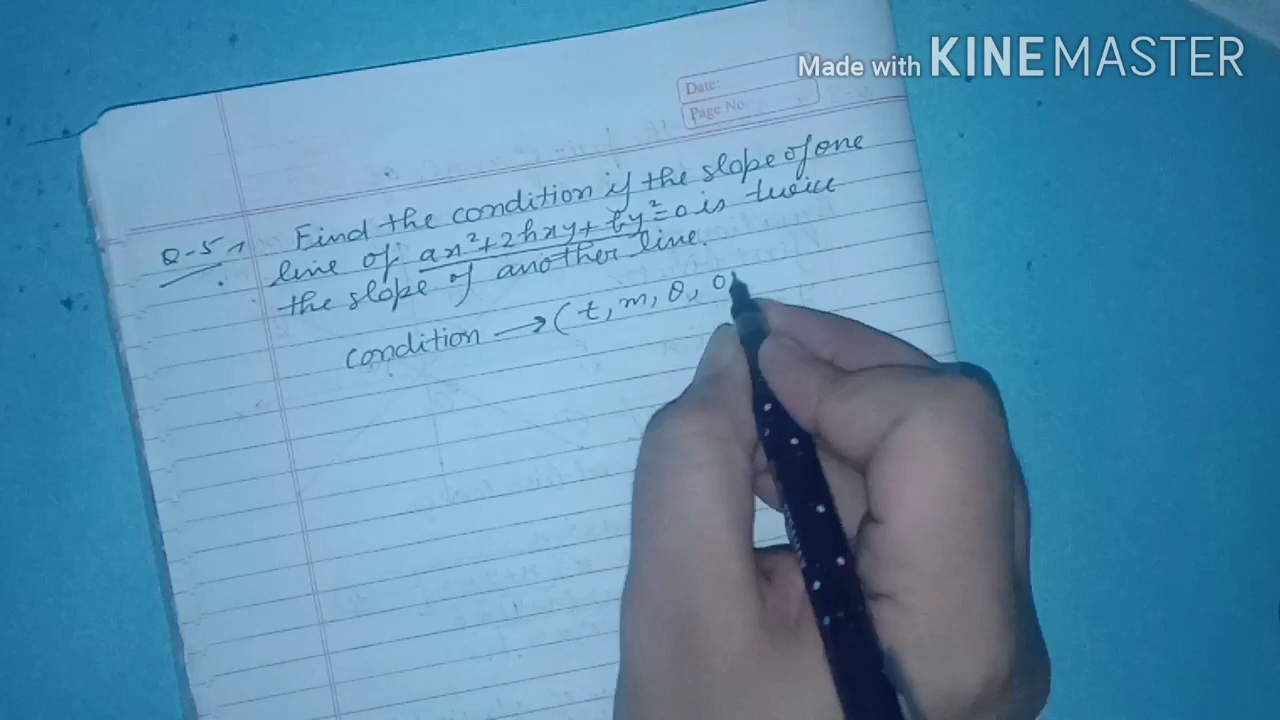 Made with KINEMASTER
Date:
Page No.
Q-5, Find the condition if the slope of one
line of ax²+2hxy+by²=0 is twice
the slope of another line.
condition → (t, m, θ, 0